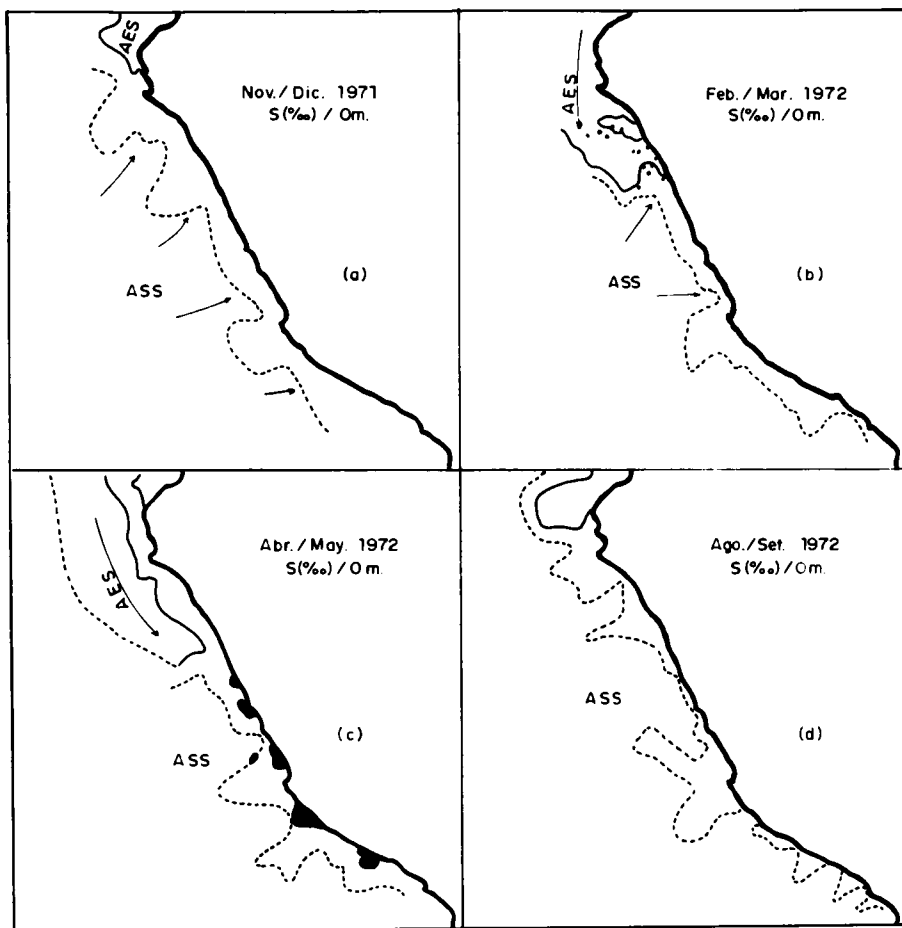 AES
Nov./Dic. 1971
S(‰)/0m.
ASS
(a)
AES
Feb./Mar. 1972
S(‰)/0m.
ASS
(b)
AES
Abr./May. 1972
S(‰)/0m.
ASS
(c)
Ago./Set. 1972
S(‰)/0m.
ASS
(d)